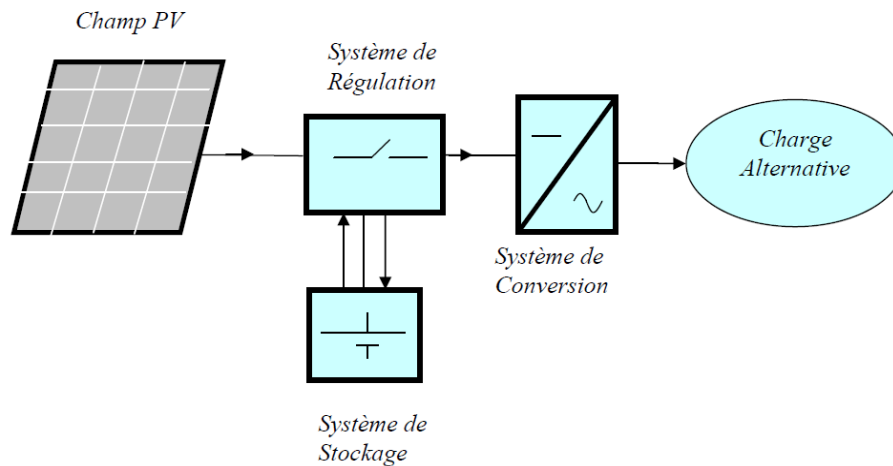 Champ PV
Système de
Régulation
Charge
Alternative
Système de
Conversion
Système de
Stockage